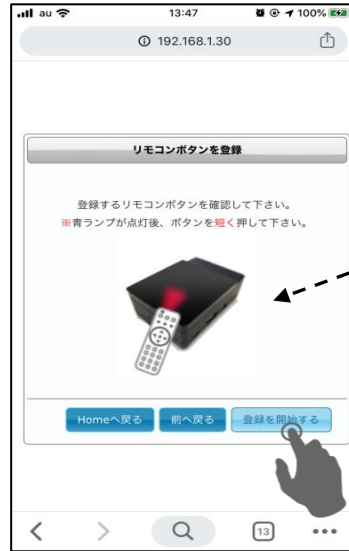 au 13:47 100%
192.168.1.30
リモコンボタンを登録
登録するリモコンボタンを確認して下さい。
※青ランプが点灯後、ボタンを短く押して下さい。
Homeへ戻る 前へ戻る 登録を開始する
13